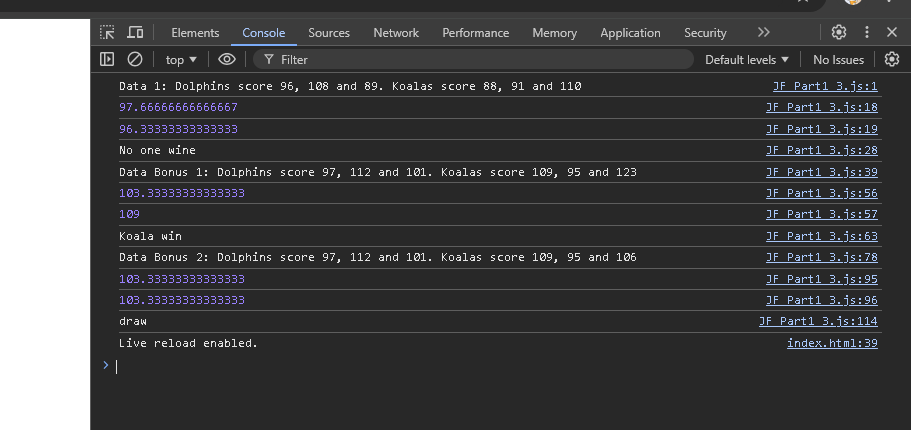 Elements Console Sources Network Performance Memory Application Security
top Filter Default levels No Issues
Data 1: Dolphins score 96, 108 and 89. Koalas score 88, 91 and 110 JF Part1 3.js:1
97.66666666666667 JF Part1 3.js:18
96.33333333333333 JF Part1 3.js:19
No one wine JF Part1 3.js:28
Data Bonus 1: Dolphins score 97, 112 and 101. Koalas score 109, 95 and 123 JF Part1 3.js:39
103.33333333333333 JF Part1 3.js:56
109 JF Part1 3.js:57
Koala win JF Part1 3.js:63
Data Bonus 2: Dolphins score 97, 112 and 101. Koalas score 109, 95 and 106 JF Part1 3.js:78
103.33333333333333 JF Part1 3.js:95
103.33333333333333 JF Part1 3.js:96
draw JF Part1 3.js:114
Live reload enabled. index.html:39